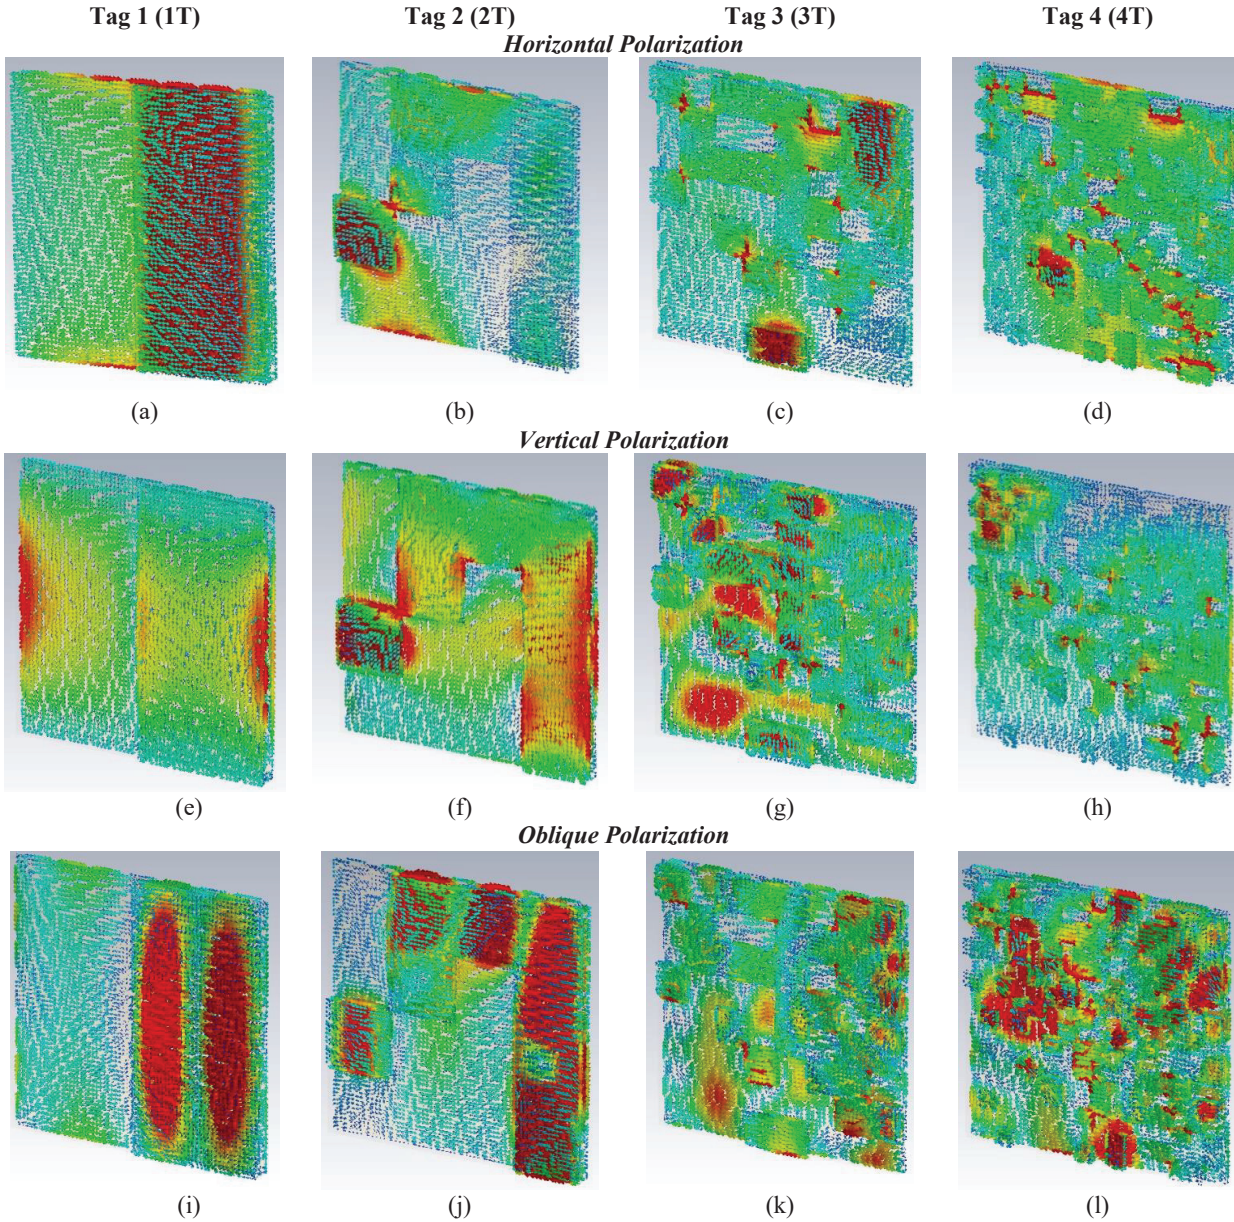 Tag 1 (1T) Tag 2 (2T) Tag 3 (3T) Tag 4 (4T)
Horizontal Polarization
(a) (b) (c) (d)
Vertical Polarization
(e) (f) (g) (h)
Oblique Polarization
(i) (j) (k) (l)